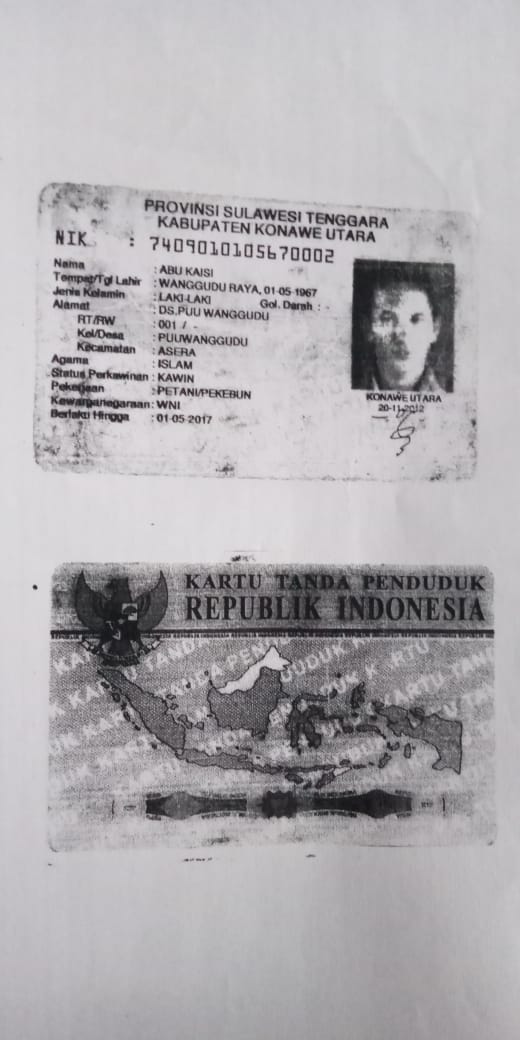 PROVINSI SULAWESI TENGGARA
KABUPATEN KONAWE UTARA
NIK : 7409010105670002
Nama : ABU KAISI
Tempat/Tgl Lahir : WANGGUDU RAYA, 01-05-1967
Jenis Kelamin : LAKI-LAKI Gol. Darah : -
Alamat : DS.PUU WANGGUDU
RT/RW : 001 / -
Kel/Desa : PUUWANGGUDU
Kecamatan : ASERA
Agama : ISLAM
Status Perkawinan : KAWIN
Pekerjaan : PETANI/PEKEBUN
Kewarganegaraan : WNI
Berlaku Hingga : 01-05-2017
KONAWE UTARA
20-11-2012
KARTU TANDA PENDUDUK
REPUBLIK INDONESIA